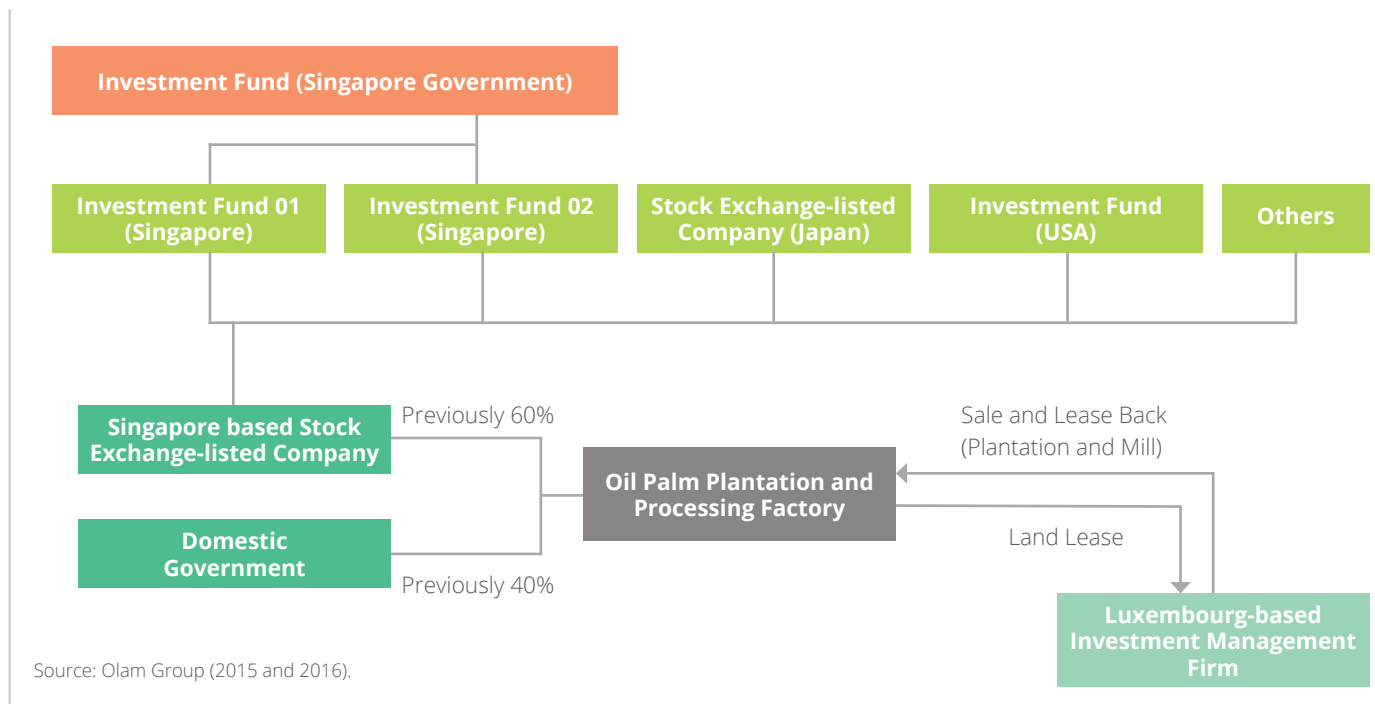 Investment Fund (Singapore Government)
Investment Fund 01
(Singapore)
Investment Fund 02
(Singapore)
Stock Exchange-listed
Company (Japan)
Investment Fund
(USA)
Others
Singapore based Stock
Exchange-listed Company
Previously 60%
Domestic
Government
Previously 40%
Oil Palm Plantation and
Processing Factory
Sale and Lease Back
(Plantation and Mill)
Land Lease
Luxembourg-based
Investment Management
Firm
Source: Olam Group (2015 and 2016).